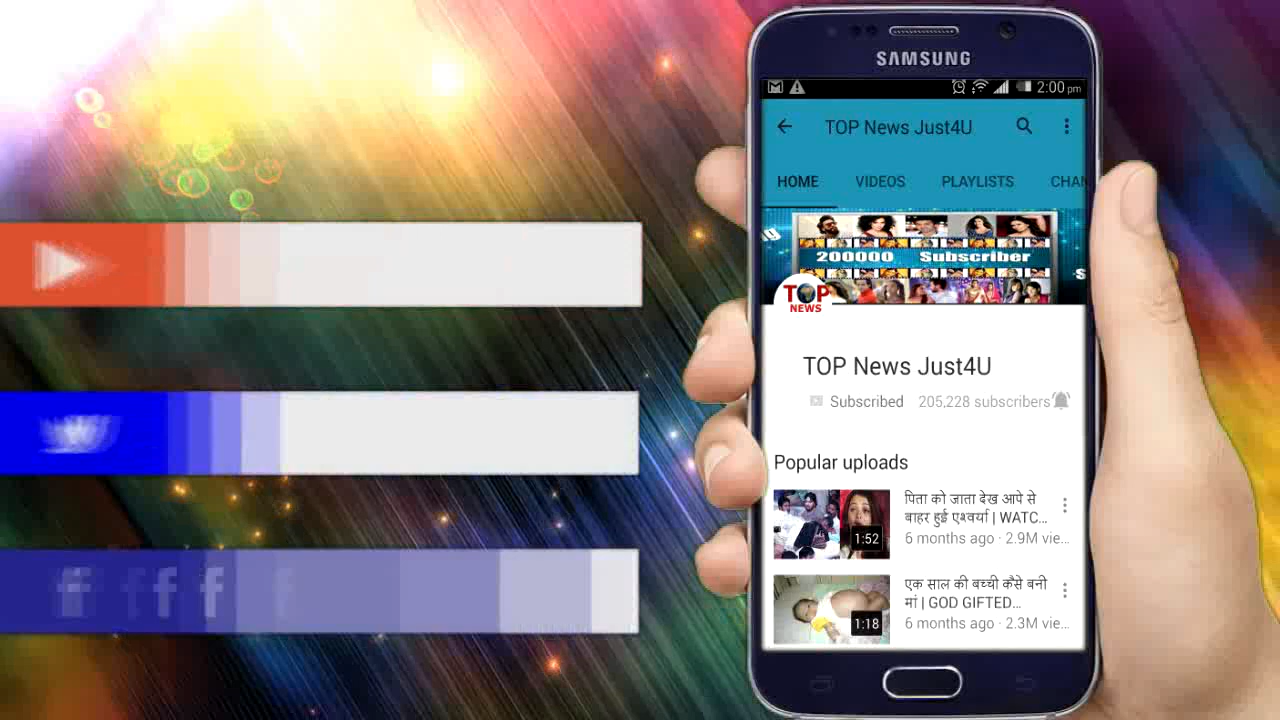 SAMSUNG
2:00 pm
TOP News Just4U
HOME VIDEOS PLAYLISTS CHAN
200000 Subscriber
TOP
NEWS
TOP News Just4U
Subscribed 205,228 subscribers
Popular uploads
पिता को जाता देख आपे से
बाहर हुई एश्वर्या | WATC...
6 months ago · 2.9M vie...
1:52
एक साल की बच्ची कैसे बनी
मां | GOD GIFTED...
6 months ago · 2.3M vie...
1:18